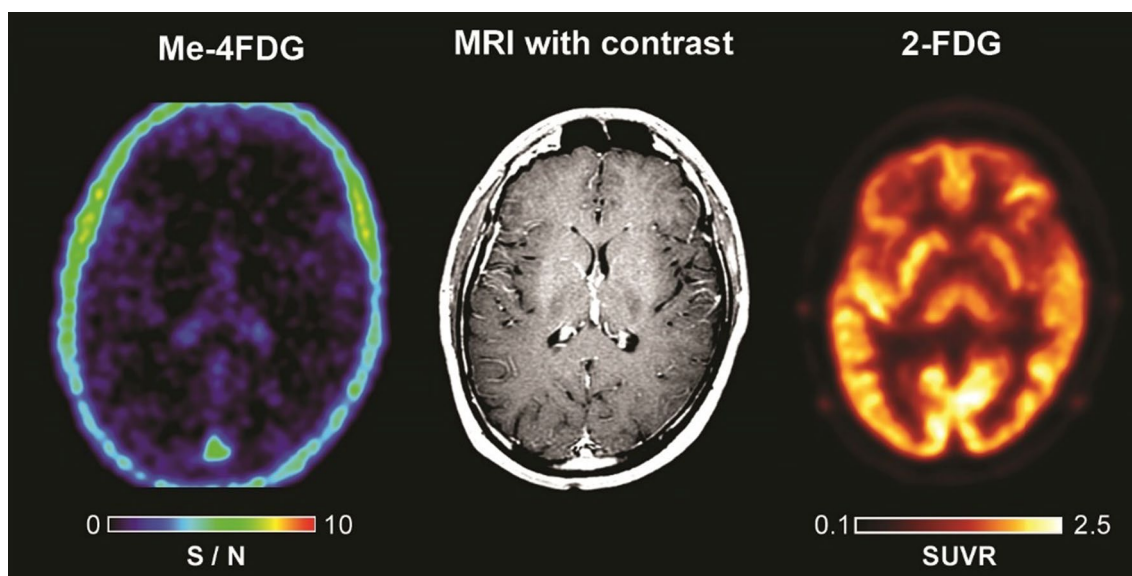 Me-4FDG
MRI with contrast
2-FDG
0
10
S / N
0.1
2.5
SUVR